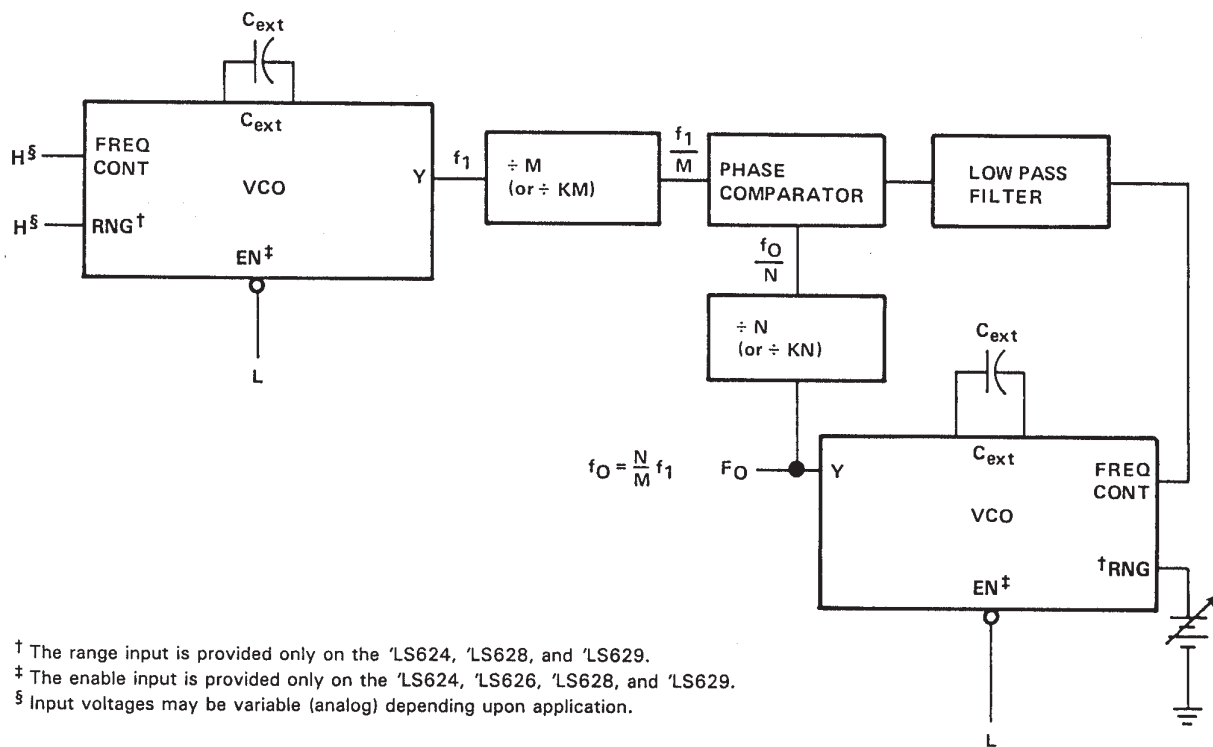 Cext
Cext
FREQ
CONT
H§
VCO
Y
H§
RNG†
EN‡
L
f1
÷ M
(or ÷ KM)
f1
M
PHASE
COMPARATOR
LOW PASS
FILTER
fO
N
÷ N
(or ÷ KN)
Cext
Cext
fO = N/M f1
FO
Y
FREQ
CONT
VCO
†RNG
EN‡
L
† The range input is provided only on the 'LS624, 'LS628, and 'LS629.
‡ The enable input is provided only on the 'LS624, 'LS626, 'LS628, and 'LS629.
§ Input voltages may be variable (analog) depending upon application.